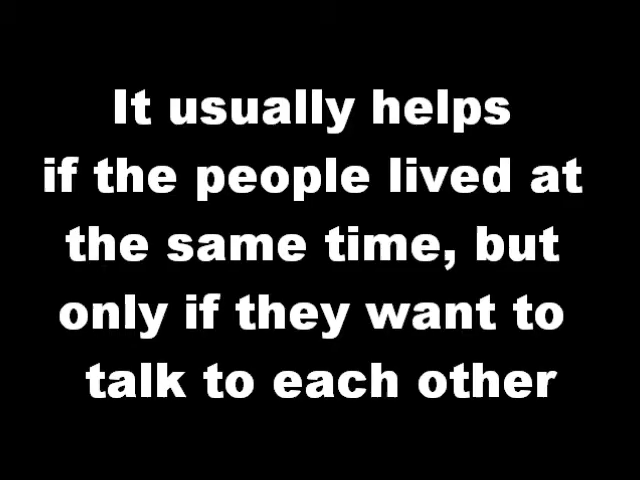 It usually helps
if the people lived at
the same time, but
only if they want to
talk to each other